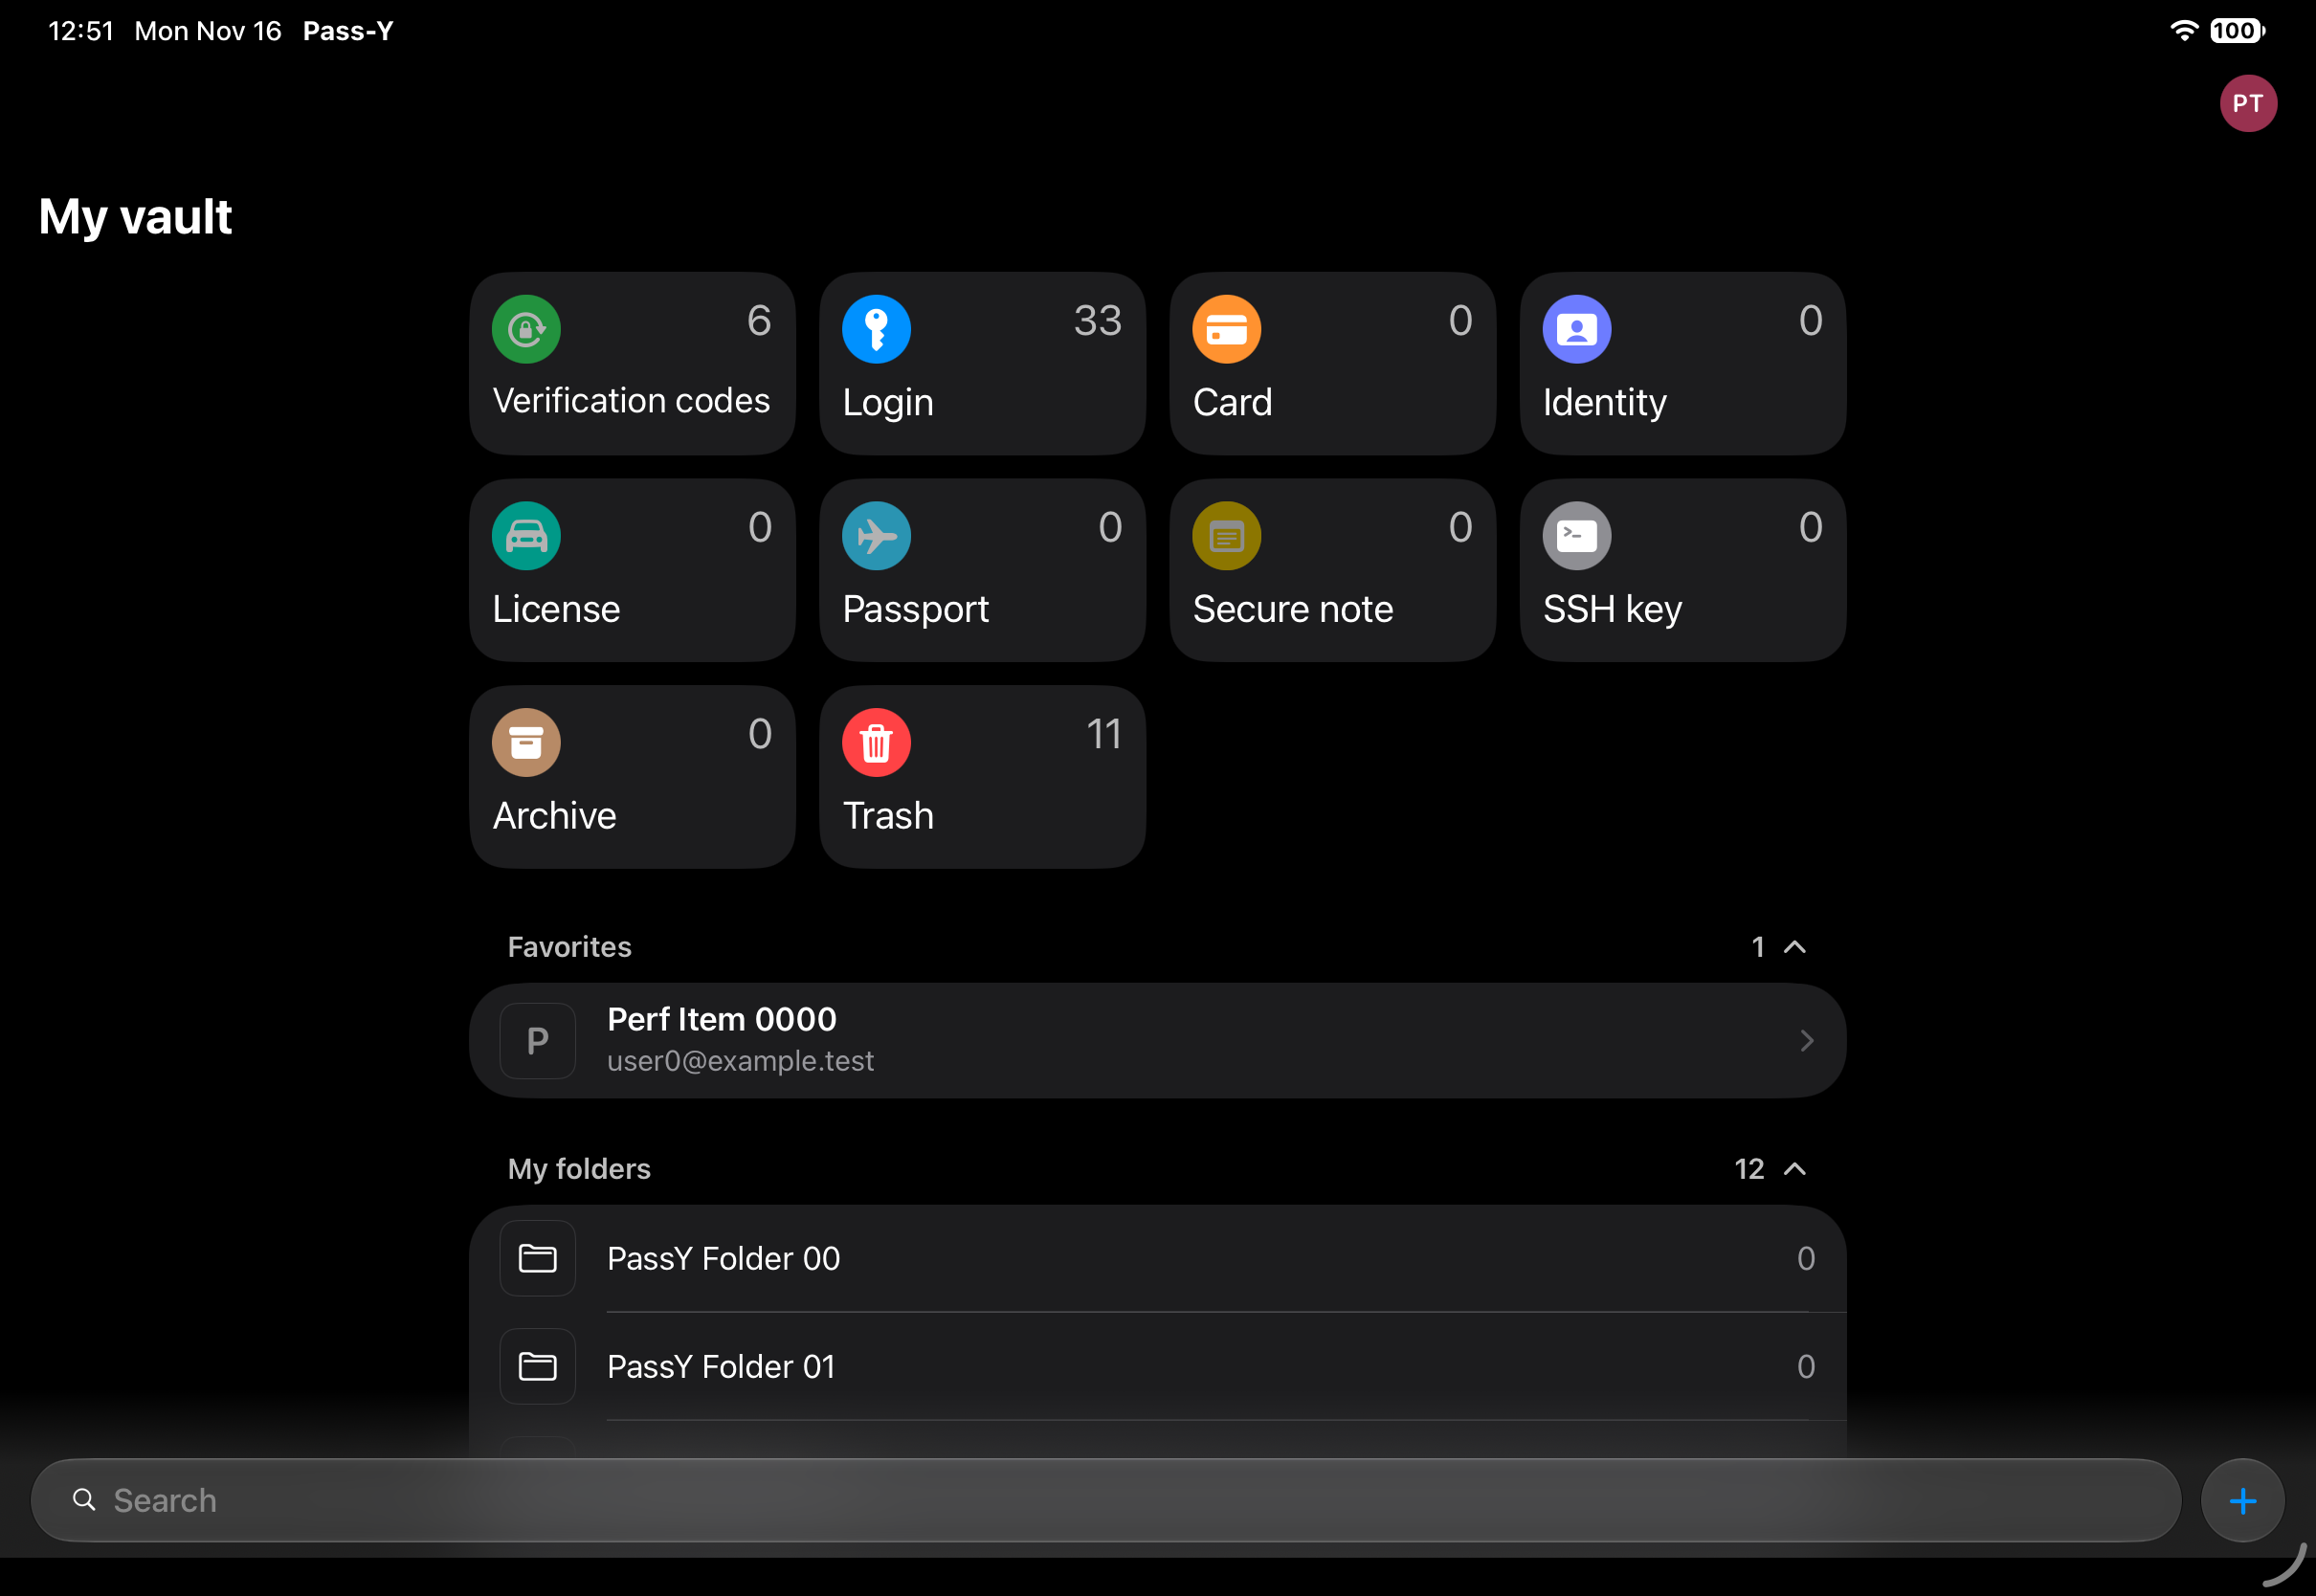 12:51 Mon Nov 16 Pass-Y
100
PT
My vault
6
Verification codes
33
Login
0
Card
0
Identity
0
License
0
Passport
0
Secure note
0
SSH key
0
Archive
11
Trash
Favorites 1
P
Perf Item 0000
user0@example.test
My folders 12
PassY Folder 00 0
PassY Folder 01 0
Search